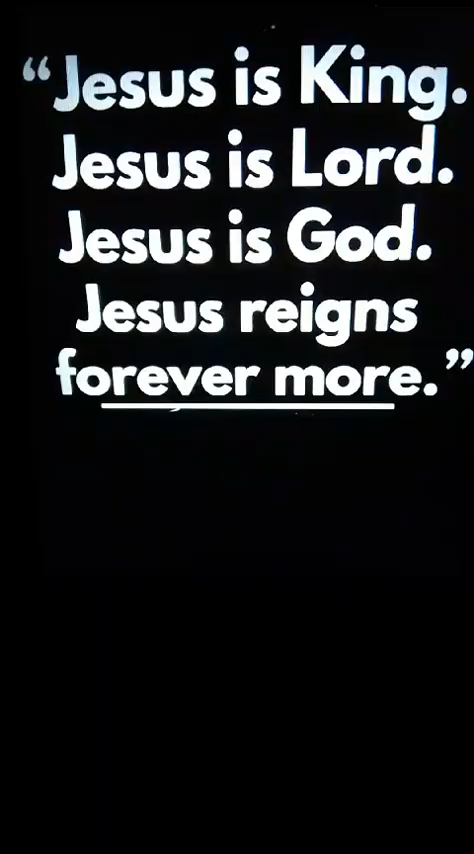 “Jesus is King.
Jesus is Lord.
Jesus is God.
Jesus reigns
forever more.”